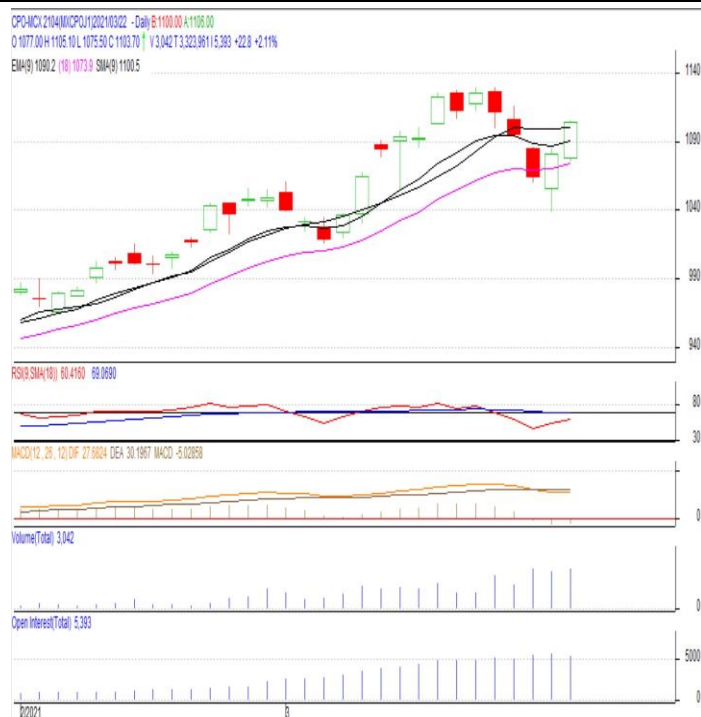 CPO-MCX 2104(MXCPOJ1)2021/03/22 - Daily B:1100.00 A:1106.00
O 1077.00 H 1105.10 L 1075.50 C 1103.70 V 3,042 T 3,323,961 I 5,393 +22.8 +2.11%
EMA(9) 1090.2 (18) 1073.9 SMA(9) 1100.5
1140
1090
1040
990
940
RSI(9,SMA(18)) 60.4160 69.0690
80
30
MACD(12 , 26 , 12) DIF 27.6824 DEA 30.1967 MACD -5.02858
0
Volume(Total) 3,042
0
Open Interest(Total) 5,393
5000
0
2/2021 3